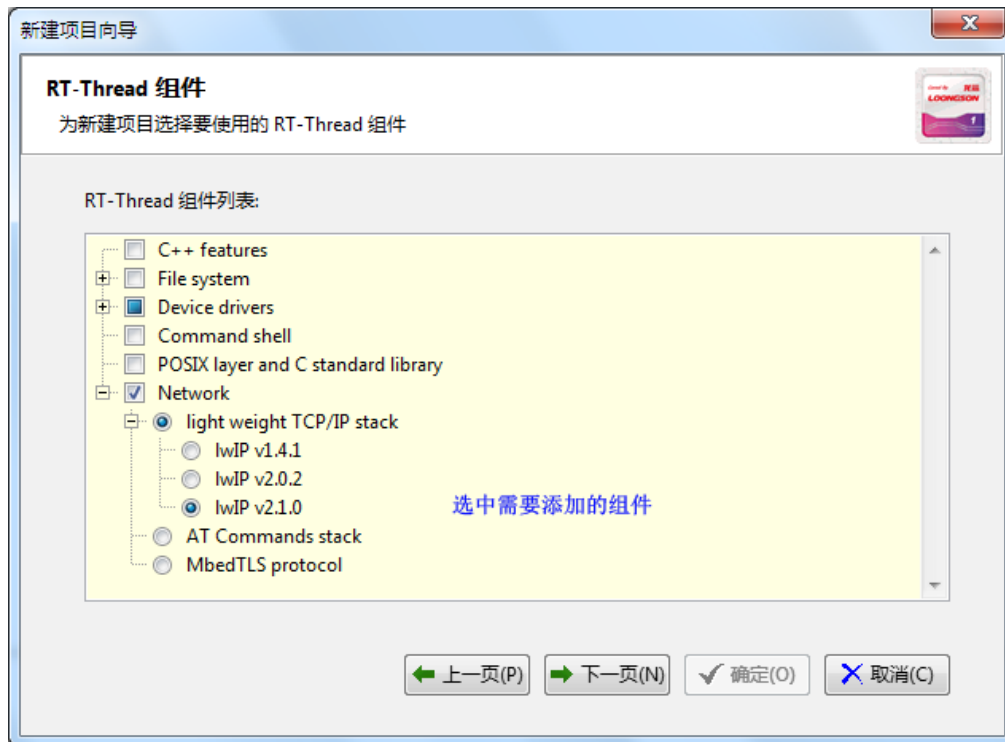 新建项目向导
RT-Thread 组件
为新建项目选择要使用的 RT-Thread 组件
龙芯
LOONGSON
1
RT-Thread 组件列表:
C++ features
File system
Device drivers
Command shell
POSIX layer and C standard library
Network
light weight TCP/IP stack
lwIP v1.4.1
lwIP v2.0.2
lwIP v2.1.0
选中需要添加的组件
AT Commands stack
MbedTLS protocol
上一页(P) 下一页(N) 确定(O) 取消(C)